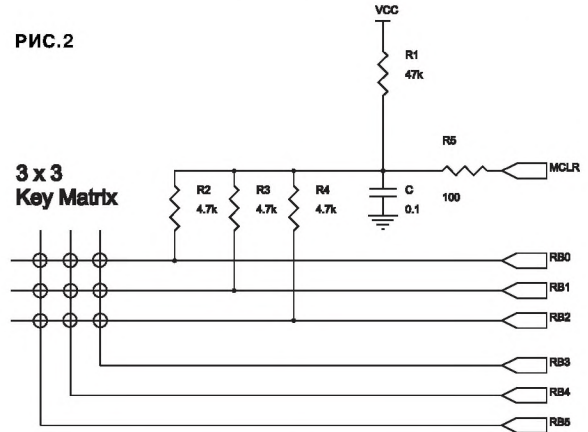 VCC
РИС.2
R1
47k
R5
MCLR
3 x 3
Key Matrix
R2
4.7k
R3
4.7k
R4
4.7k
C
0.1
100
RB0
RB1
RB2
RB3
RB4
RB5